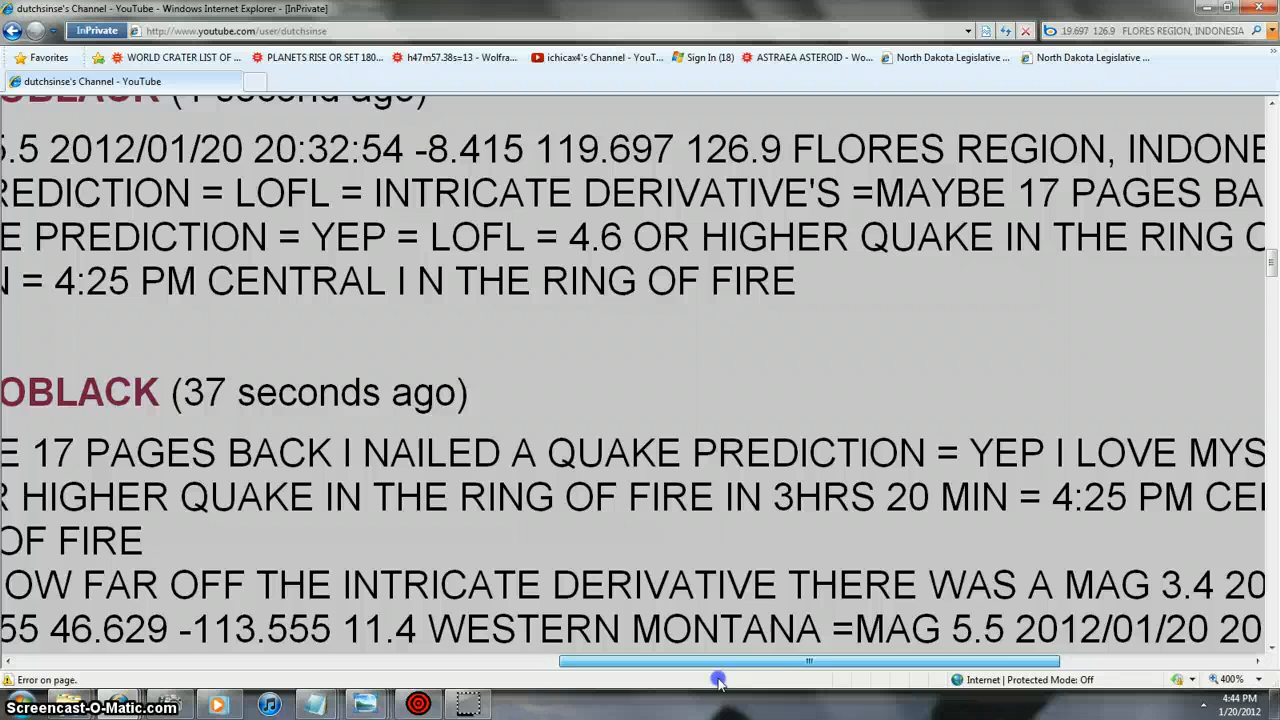 dutchsinse's Channel - YouTube - Windows Internet Explorer - [InPrivate]
InPrivate http://www.youtube.com/user/dutchsinse 19.697 126.9 FLORES REGION, INDONESIA
Favorites WORLD CRATER LIST OF ... PLANETS RISE OR SET 180... h47m57.38s=13 - Wolfra... ichicax4's Channel - YouT... Sign In (18) ASTRAEA ASTEROID - Wo... North Dakota Legislative ... North Dakota Legislative ...
dutchsinse's Channel - YouTube
OBLACK (1 second ago)
5.5 2012/01/20 20:32:54 -8.415 119.697 126.9 FLORES REGION, INDONE
REDICTION = LOFL = INTRICATE DERIVATIVE'S =MAYBE 17 PAGES BA
E PREDICTION = YEP = LOFL = 4.6 OR HIGHER QUAKE IN THE RING O
N = 4:25 PM CENTRAL I N THE RING OF FIRE
OBLACK (37 seconds ago)
E 17 PAGES BACK I NAILED A QUAKE PREDICTION = YEP I LOVE MYS
R HIGHER QUAKE IN THE RING OF FIRE IN 3HRS 20 MIN = 4:25 PM CE
OF FIRE
OW FAR OFF THE INTRICATE DERIVATIVE THERE WAS A MAG 3.4 20
55 46.629 -113.555 11.4 WESTERN MONTANA =MAG 5.5 2012/01/20 20
Error on page. Internet | Protected Mode: Off 400%
Screencast-O-Matic.com
4:44 PM
1/20/2012